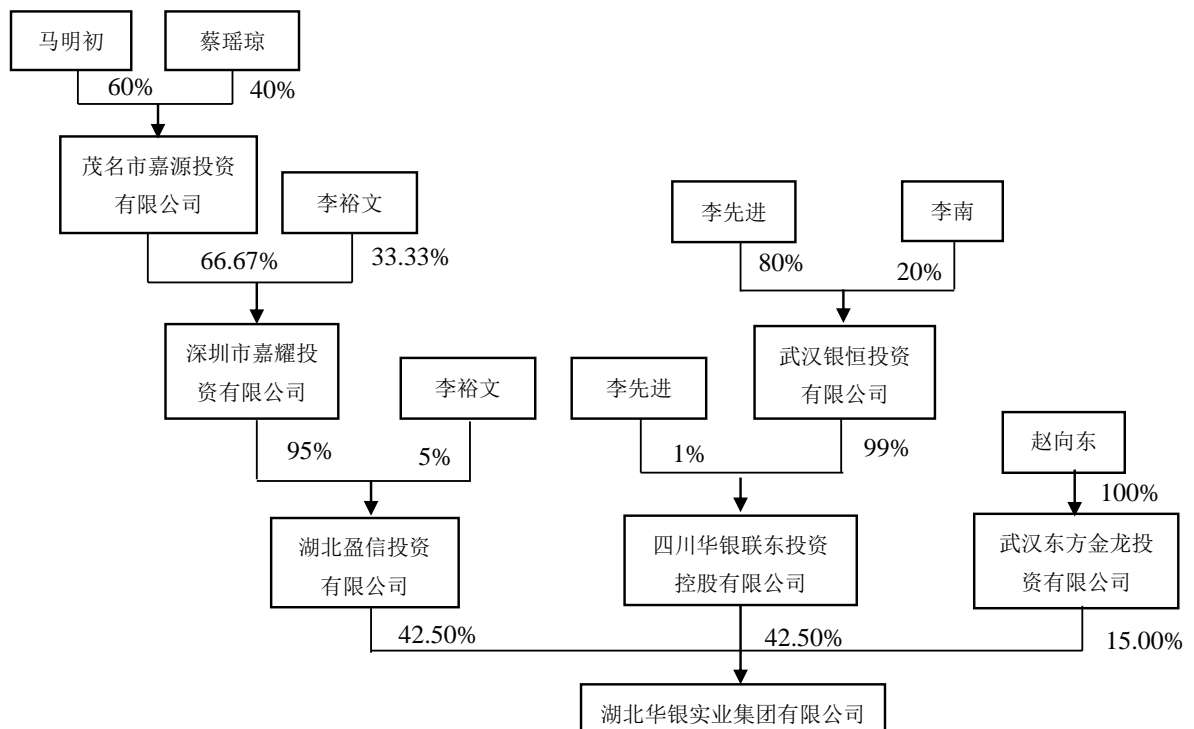 马明初
蔡瑶琼
60%
40%
茂名市嘉源投资
有限公司
李裕文
李先进
李南
66.67%
33.33%
80%
20%
深圳市嘉耀投
资有限公司
李裕文
李先进
武汉银恒投资
有限公司
赵向东
95%
5%
1%
99%
100%
湖北盈信投资
有限公司
四川华银联东投资
控股有限公司
武汉东方金龙投
资有限公司
42.50%
42.50%
15.00%
湖北华银实业集团有限公司